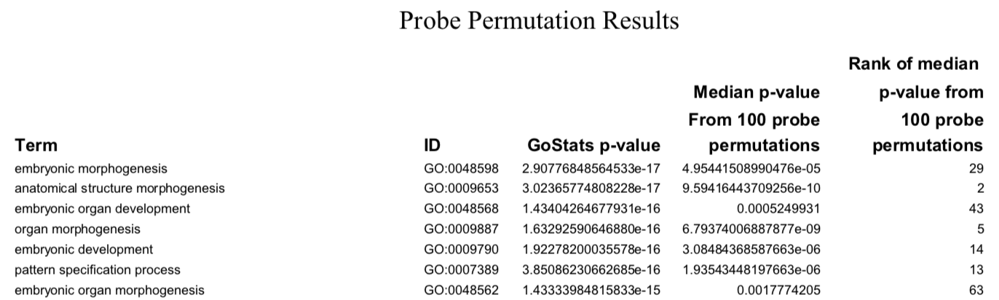 Probe Permutation Results
Rank of median
Median p-value p-value from
From 100 probe 100 probe
Term ID GoStats p-value permutations permutations
embryonic morphogenesis GO:0048598 2.90776848564533e-17 4.95441508990476e-05 29
anatomical structure morphogenesis GO:0009653 3.02365774808228e-17 9.59416443709256e-10 2
embryonic organ development GO:0048568 1.43404264677931e-16 0.0005249931 43
organ morphogenesis GO:0009887 1.63292590646880e-16 6.79374006887877e-09 5
embryonic development GO:0009790 1.92278200035578e-16 3.08484368587663e-06 14
pattern specification process GO:0007389 3.85086230662685e-16 1.93543448197663e-06 13
embryonic organ morphogenesis GO:0048562 1.43333984815833e-15 0.0017774205 63